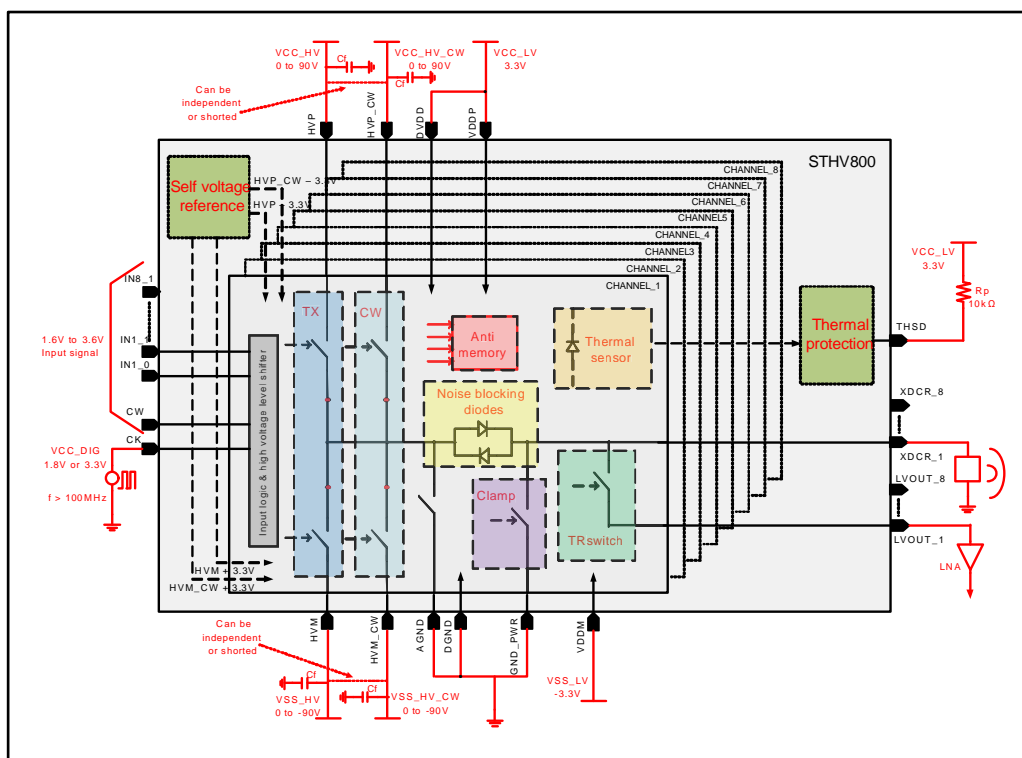 VCC_HV
0 to 90V
Cf
VCC_HV_CW
0 to 90V
Cf
VCC_LV
3.3V
Can be
independent
or shorted
HVP
HVP_CW
DVDD
VDDP
STHV800
Self voltage
reference
HVP_CW – 3.3V
HVP – 3.3V
CHANNEL_8
CHANNEL_7
CHANNEL_6
CHANNEL5
CHANNEL_4
CHANNEL3
CHANNEL_2
CHANNEL_1
VCC_LV
3.3V
Rp
10kΩ
IN8_1
1.6V to 3.6V
Input signal
IN1_1
IN1_0
CW
CK
VCC_DIG
1.8V or 3.3V
f > 100MHz
Input logic & high voltage level shifter
TX
CW
Anti
memory
Thermal
sensor
Thermal
protection
THSD
Noise blocking
diodes
XDCR_8
XDCR_1
LVOUT_8
LVOUT_1
LNA
Clamp
TRswitch
HVM + 3.3V
HVM_CW + 3.3V
HVM
HVM_CW
AGND
DGND
GND_PWR
VDDM
Can be
independent
or shorted
Cf
VSS_HV
0 to -90V
Cf
VSS_HV_CW
0 to -90V
VSS_LV
-3.3V